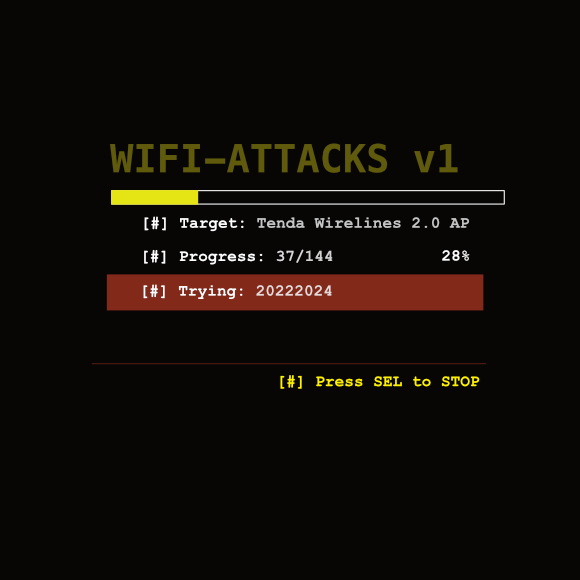 WIFI-ATTACKS v1
[#] Target: Tenda Wirelines 2.0 AP
[#] Progress: 37/144 28%
[#] Trying: 20222024
[#] Press SEL to STOP